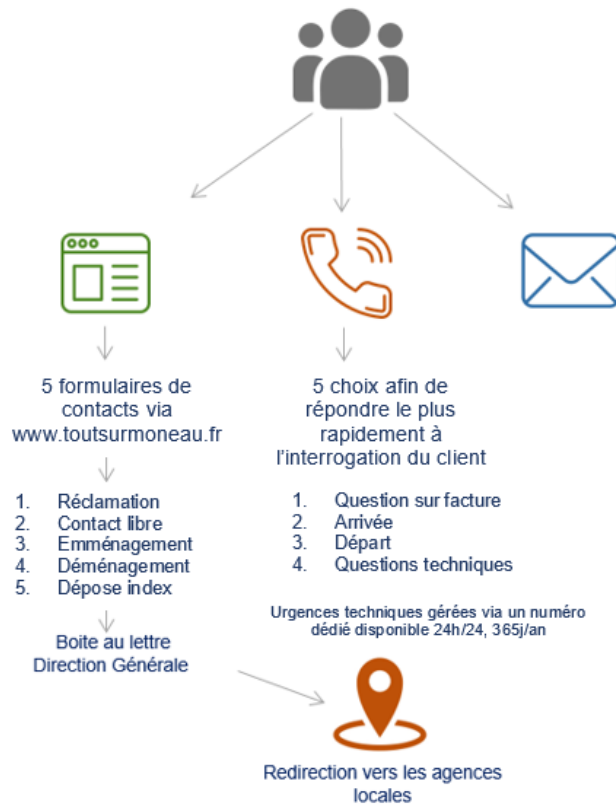 5 formulaires de
contacts via
www.toutsurmoneau.fr
1. Réclamation
2. Contact libre
3. Emménagement
4. Déménagement
5. Dépose index
Boite au lettre
Direction Générale
5 choix afin de
répondre le plus
rapidement à
l'interrogation du client
1. Question sur facture
2. Arrivée
3. Départ
4. Questions techniques
Urgences techniques gérées via un numéro
dédié disponible 24h/24, 365j/an
Redirection vers les agences
locales